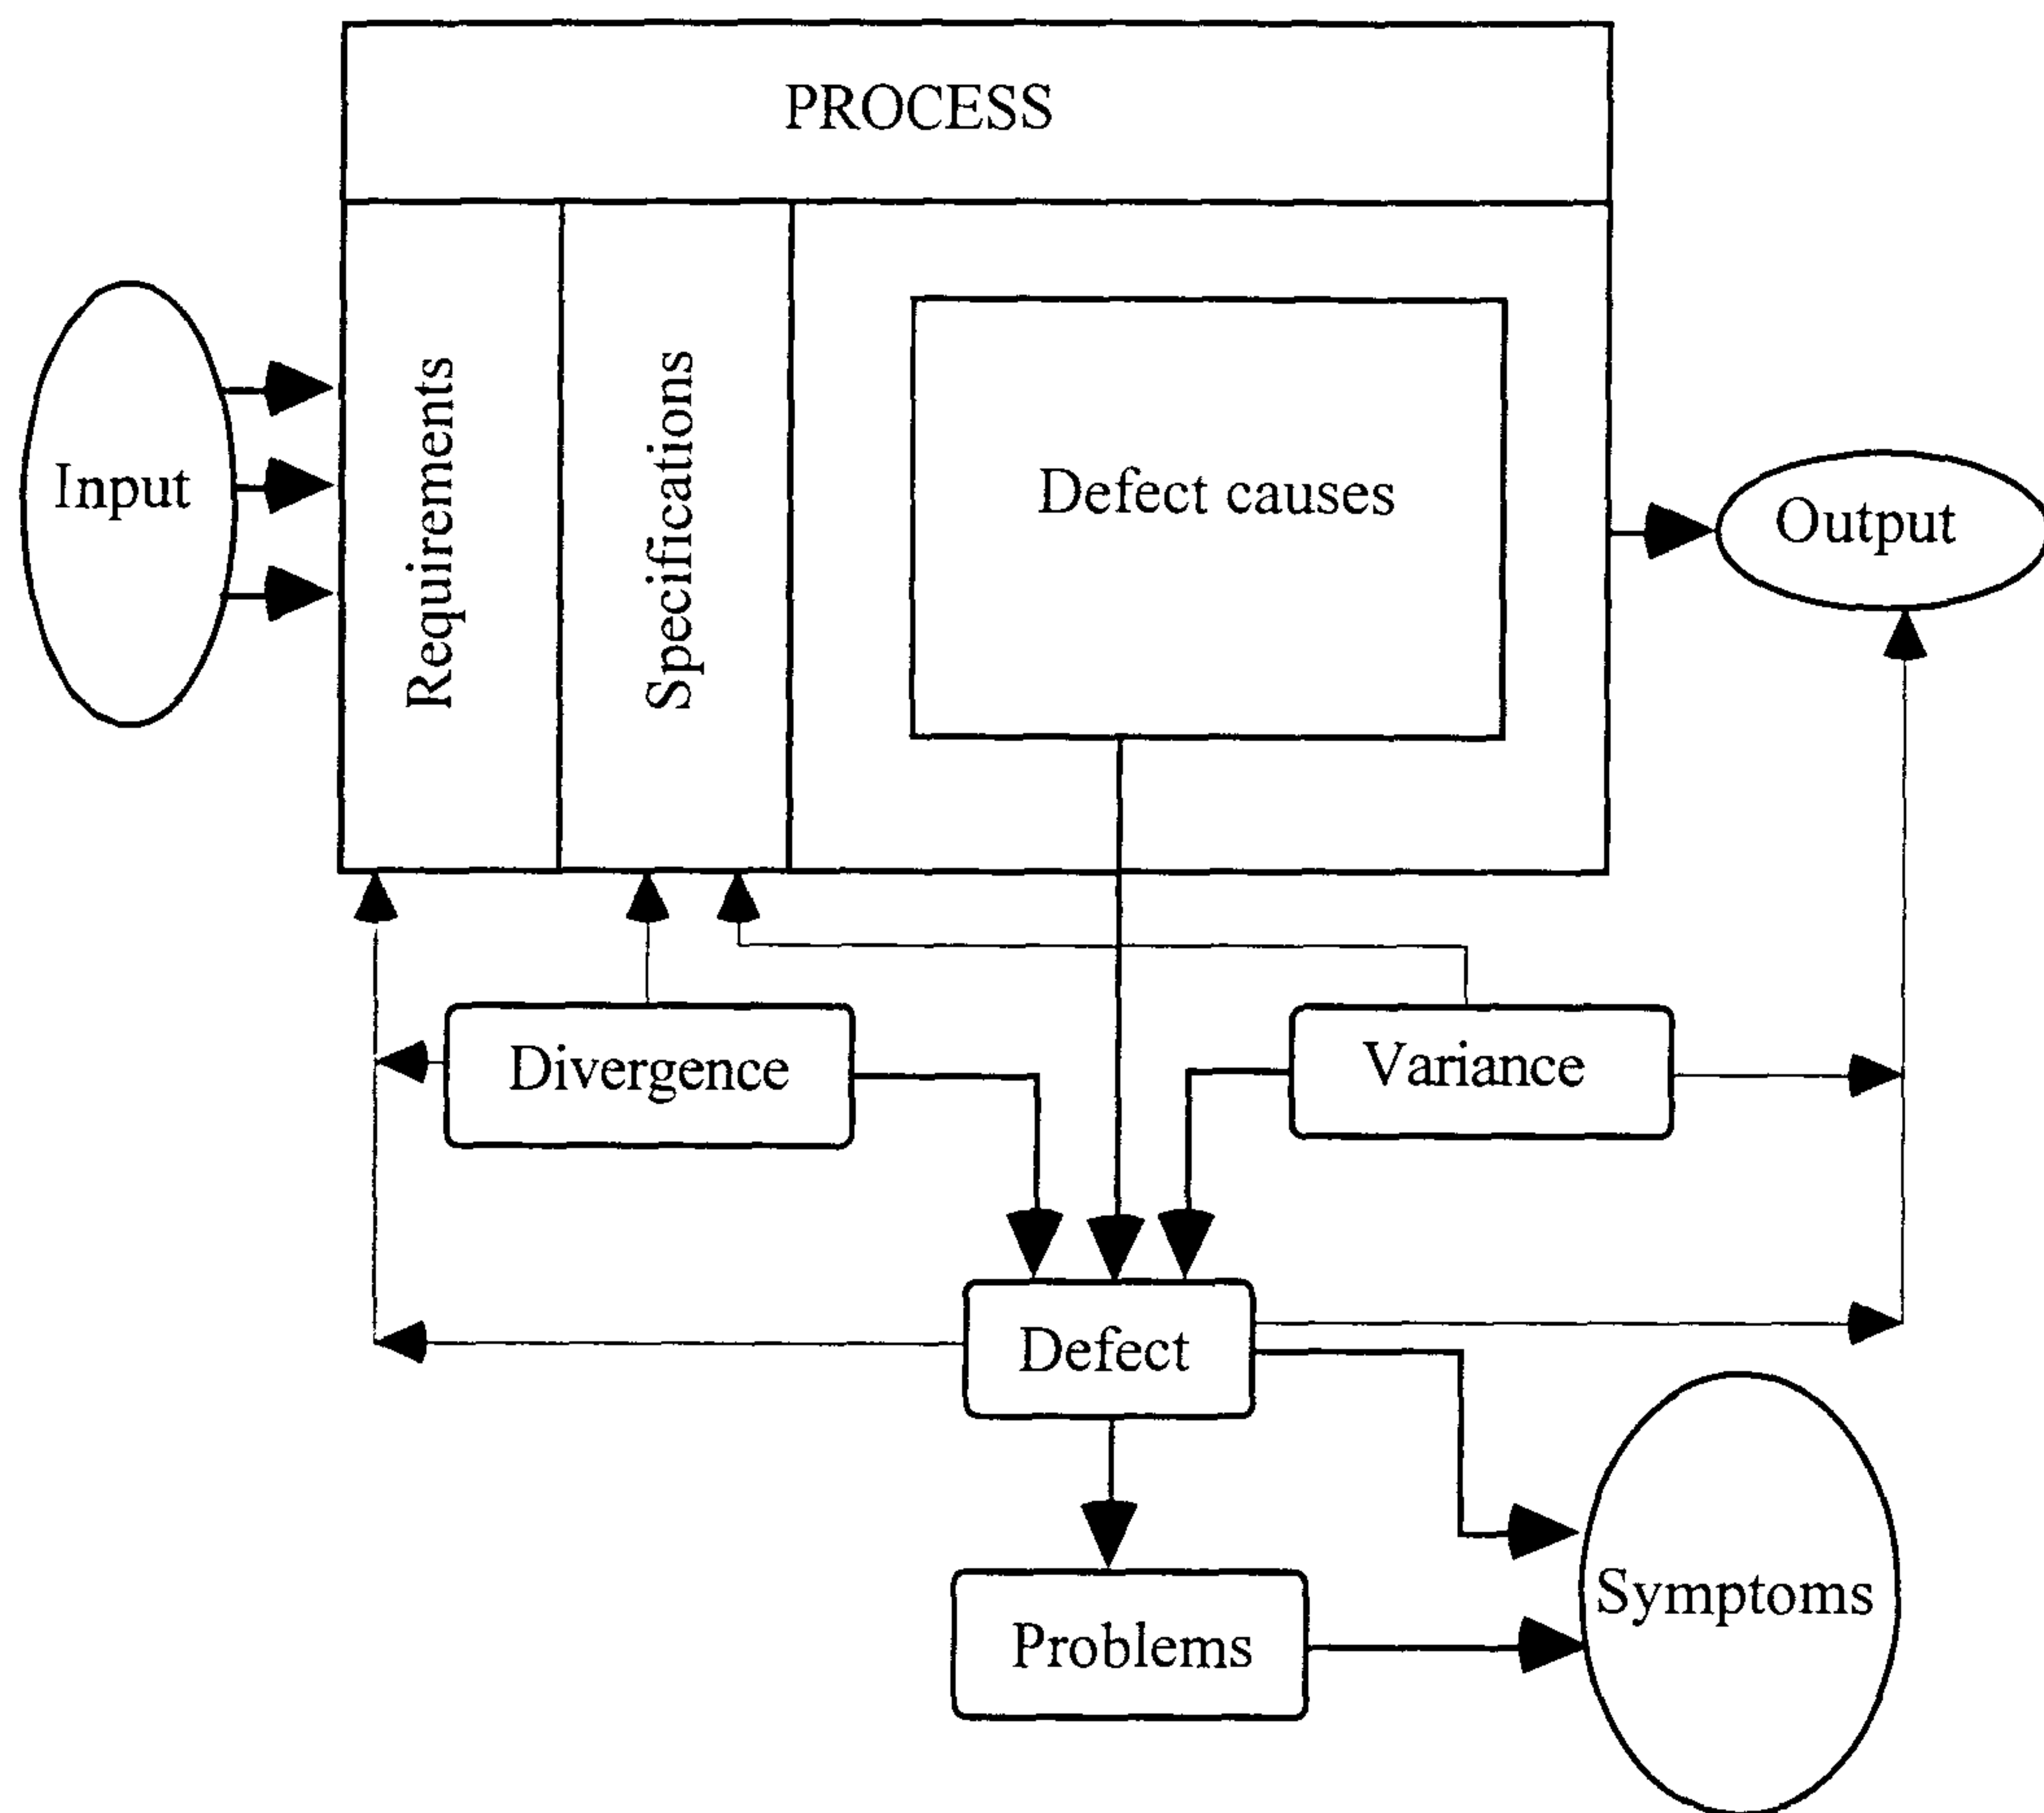 PROCESS
Input
Requirements
Specifications
Defect causes
Output
Divergence
Variance
Defect
Problems
Symptoms